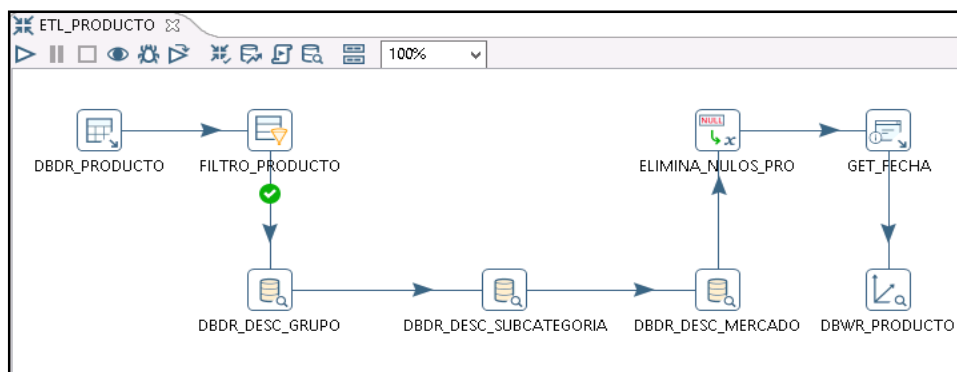 ETL_PRODUCTO
100%
DBDR_PRODUCTO
FILTRO_PRODUCTO
NULL
x
ELIMINA_NULOS_PRO
GET_FECHA
DBDR_DESC_GRUPO
DBDR_DESC_SUBCATEGORIA
DBDR_DESC_MERCADO
DBWR_PRODUCTO